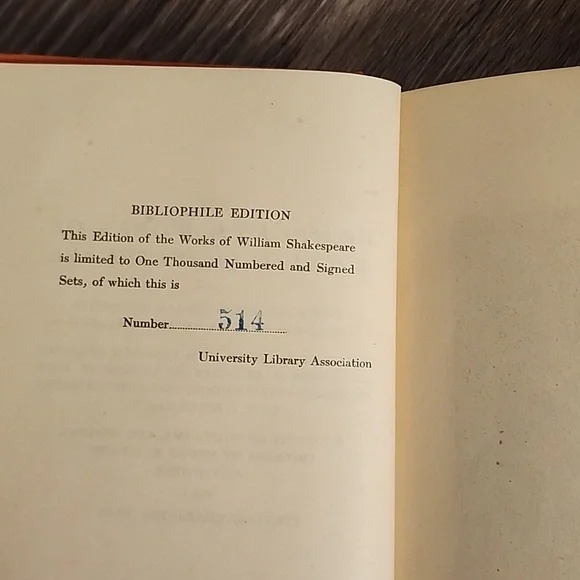 BIBLIOPHILE EDITION
This Edition of the Works of William Shakespeare
is limited to One Thousand Numbered and Signed
Sets, of which this is
Number..........514..........
University Library Association